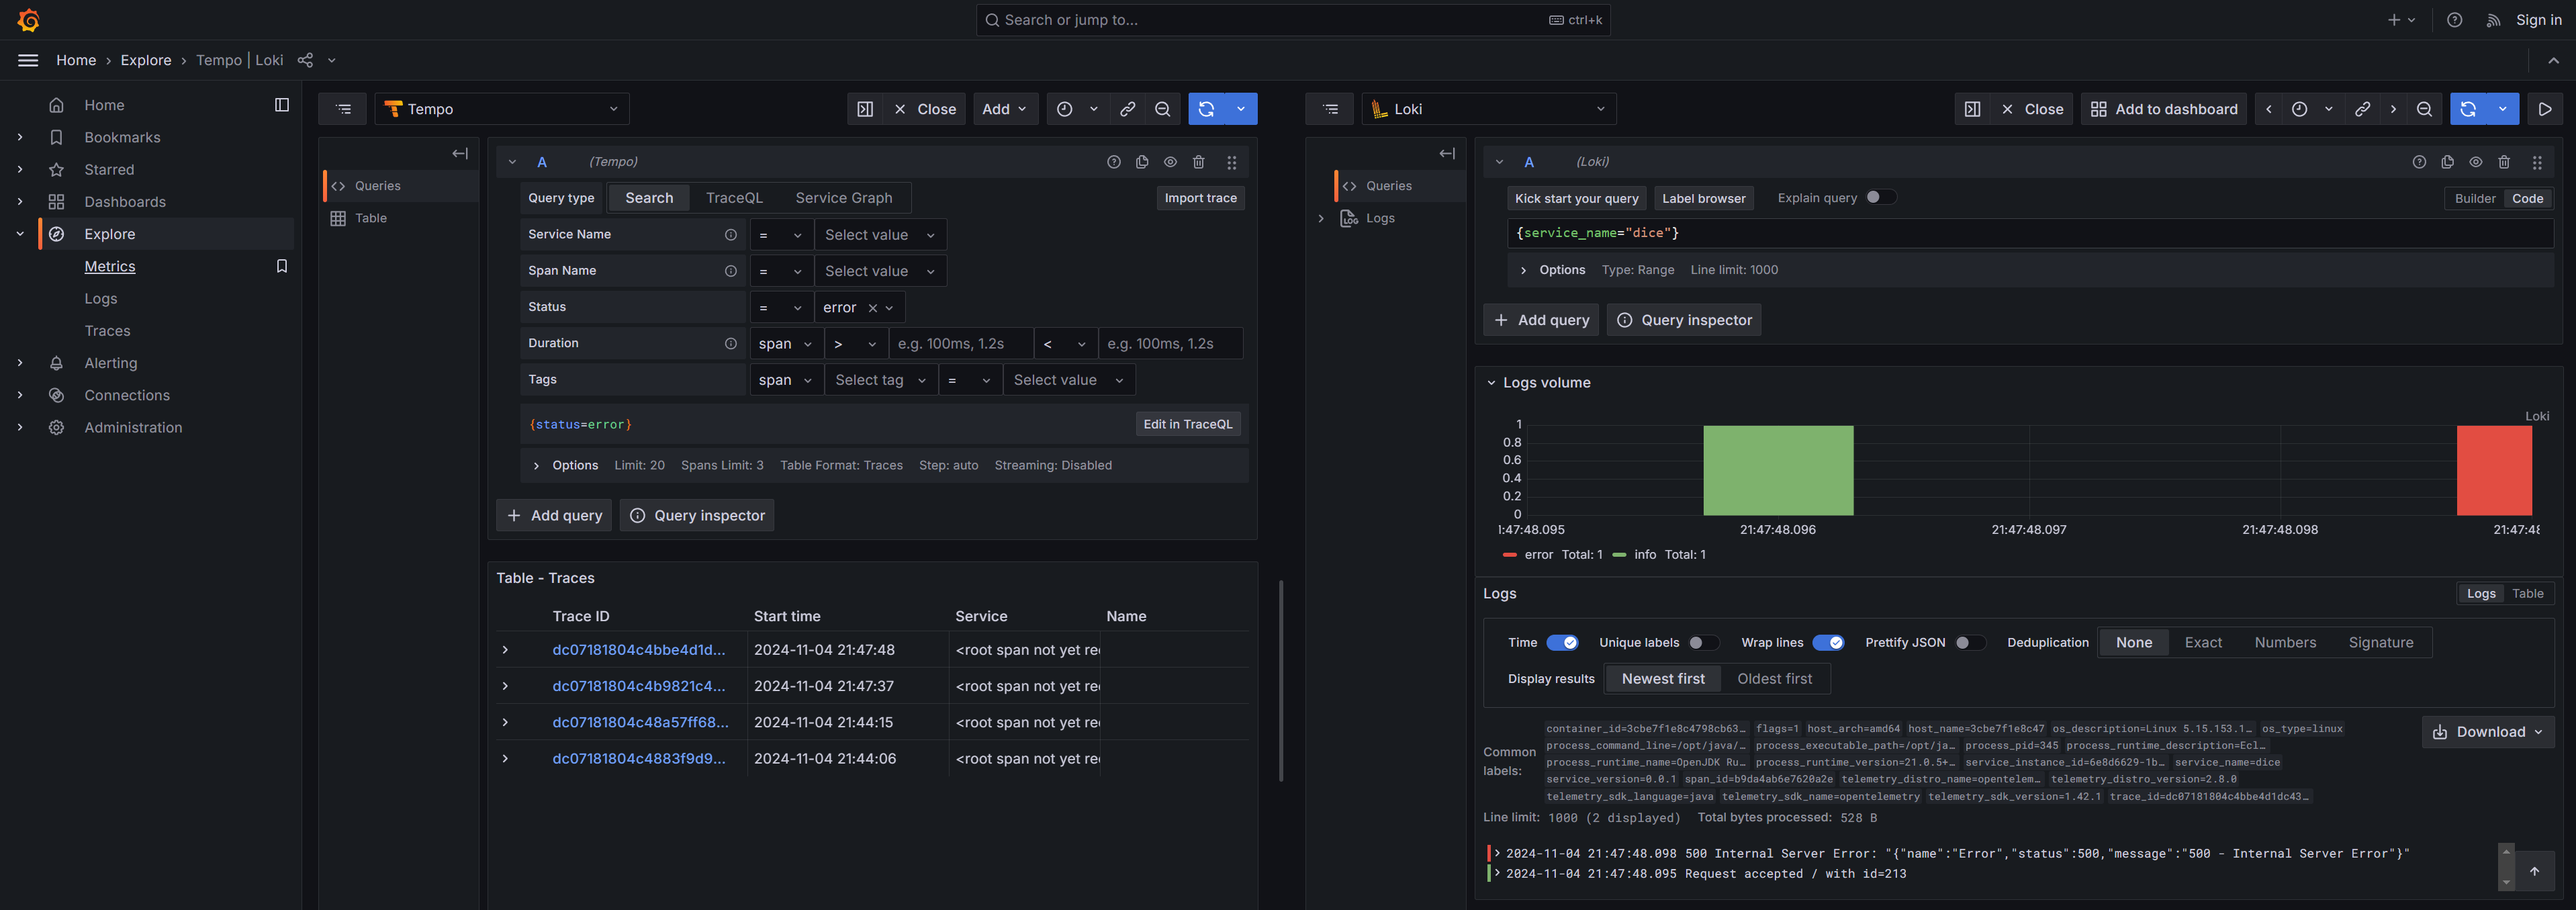 Search or jump to...
ctrl+k
Sign in
Home › Explore › Tempo | Loki
Home
Bookmarks
Starred
Dashboards
Explore
Metrics
Logs
Traces
Alerting
Connections
Administration
Tempo
Close
Add
Queries
Table
A (Tempo)
Query type Search TraceQL Service Graph Import trace
Service Name = Select value
Span Name = Select value
Status = error
Duration span > e.g. 100ms, 1.2s < e.g. 100ms, 1.2s
Tags span Select tag = Select value
{status=error} Edit in TraceQL
Options Limit: 20 Spans Limit: 3 Table Format: Traces Step: auto Streaming: Disabled
+ Add query Query inspector
Table - Traces
Trace ID Start time Service Name
dc07181804c4bbe4d1d... 2024-11-04 21:47:48 <root span not yet re
dc07181804c4b9821c4... 2024-11-04 21:47:37 <root span not yet re
dc07181804c48a57ff68... 2024-11-04 21:44:15 <root span not yet re
dc07181804c4883f9d9... 2024-11-04 21:44:06 <root span not yet re
Loki
Close
Add to dashboard
Queries
Logs
A (Loki)
Kick start your query Label browser Explain query Builder Code
{service_name="dice"}
Options Type: Range Line limit: 1000
+ Add query Query inspector
Logs volume
Loki
1
0.8
0.6
0.4
0.2
0
:47:48.095 21:47:48.096 21:47:48.097 21:47:48.098 21:47:48
error Total: 1 info Total: 1
Logs
Logs Table
Time Unique labels Wrap lines Prettify JSON Deduplication None Exact Numbers Signature
Display results Newest first Oldest first
Common labels:
container_id=3cbe7f1e8c4798cb63… flags=1 host_arch=amd64 host_name=3cbe7f1e8c47 os_description=Linux 5.15.153.1… os_type=linux
process_command_line=/opt/java/… process_executable_path=/opt/ja… process_pid=345 process_runtime_description=Ecl…
process_runtime_name=OpenJDK Ru… process_runtime_version=21.0.5+… service_instance_id=6e8d6629-1b… service_name=dice
service_version=0.0.1 span_id=b9da4ab6e7620a2e telemetry_distro_name=opentelem… telemetry_distro_version=2.8.0
telemetry_sdk_language=java telemetry_sdk_name=opentelemetry telemetry_sdk_version=1.42.1 trace_id=dc07181804c4bbe4d1dc43…
Download
Line limit: 1000 (2 displayed) Total bytes processed: 528 B
2024-11-04 21:47:48.098 500 Internal Server Error: "{"name":"Error","status":500,"message":"500 - Internal Server Error"}"
2024-11-04 21:47:48.095 Request accepted / with id=213